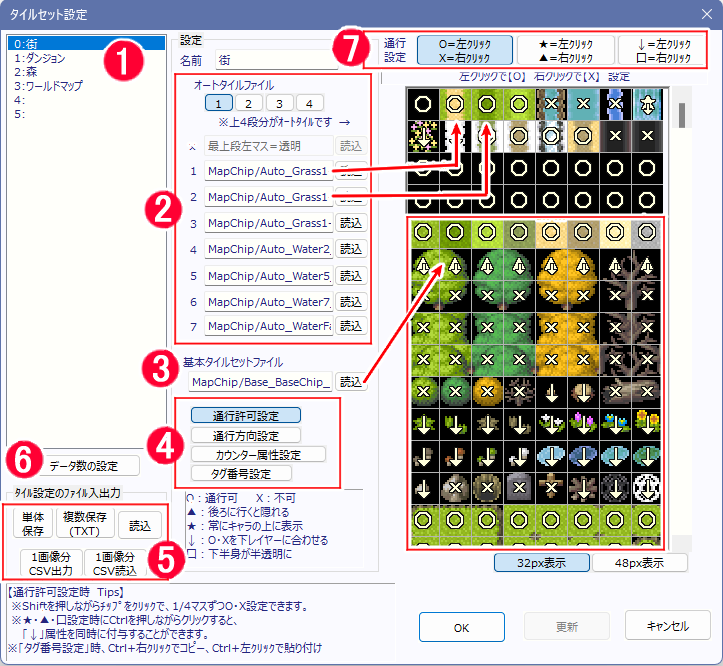 タイルセット設定
0:街
1:ダンジョン
2:森
3:ワールドマップ
4:
5:
1
設定
名前
街
7
通行
設定
O=左クリック
X=右クリック
★=左クリック
▲=右クリック
↓=左クリック
口=右クリック
左クリックで【O】 右クリックで【X】 設定
オートタイルファイル
1
2
3
4
※上4段分がオートタイルです →
2
最上段左マス=透明
読込
1
MapChip/Auto_Grass1
2
MapChip/Auto_Grass1
3
MapChip/Auto_Grass1-
読込
4
MapChip/Auto_Water2_
読込
5
MapChip/Auto_Water5_
読込
6
MapChip/Auto_Water7_
読込
7
MapChip/Auto_WaterFa
読込
3
基本タイルセットファイル
MapChip/Base_BaseChip_
読込
4
通行許可設定
通行方向設定
カウンター属性設定
タグ番号設定
O:通行可 X:不可
▲:後ろに行くと隠れる
★:常にキャラの上に表示
↓:O・Xを下レイヤーに合わせる
口:下半身が半透明に
6
データ数の設定
タイル設定のファイル入出力
単体
保存
複数保存
(TXT)
読込
1画像分
CSV出力
1画像分
CSV読込
5
32px表示
48px表示
【通行許可設定時 Tips】
※Shiftを押しながらチップをクリックで、1/4マスずつO・X設定できます。
※★・▲・口設定時にCtrlを押しながらクリックすると、
「↓」属性を同時に付与することができます。
※「タグ番号設定」時、Ctrl+右クリックでコピー、Ctrl+左クリックで貼り付け
OK
更新
キャンセル